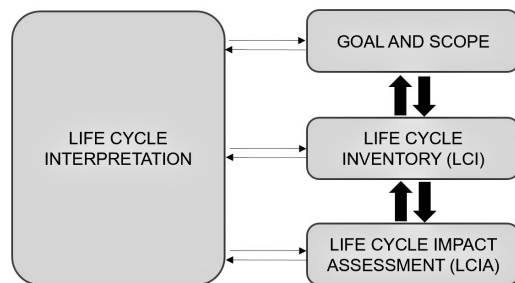 LIFE CYCLE
INTERPRETATION
GOAL AND SCOPE
LIFE CYCLE
INVENTORY (LCI)
LIFE CYCLE IMPACT
ASSESSMENT (LCIA)